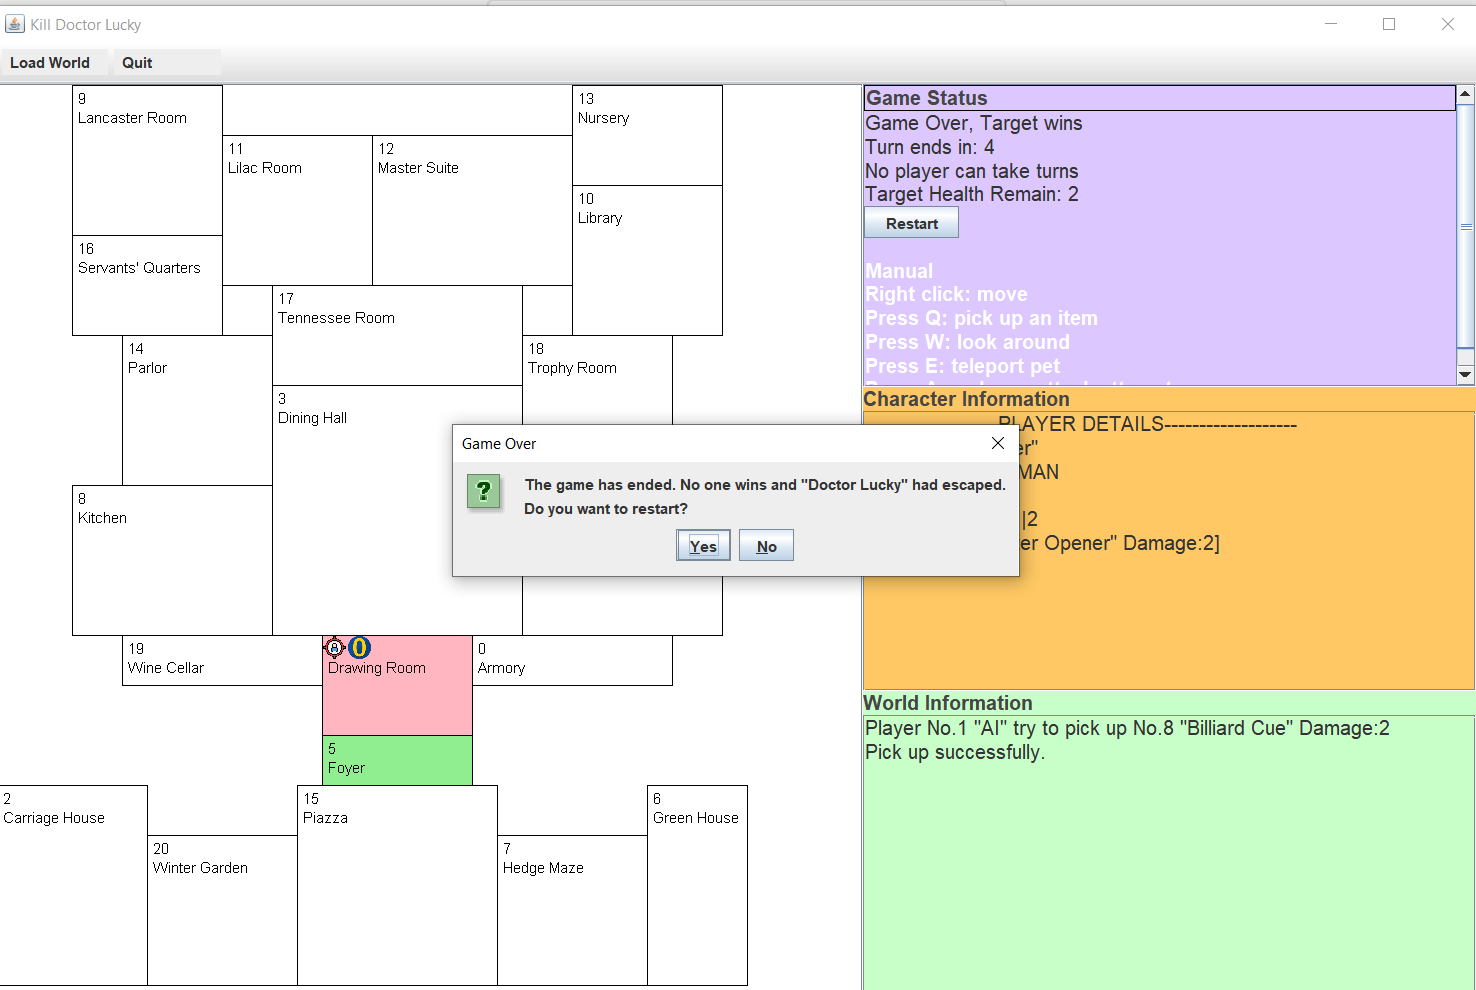 Kill Doctor Lucky
Load World
Quit
9
Lancaster Room
13
Nursery
11
Lilac Room
12
Master Suite
10
Library
16
Servants' Quarters
17
Tennessee Room
14
Parlor
18
Trophy Room
3
Dining Hall
8
Kitchen
19
Wine Cellar
0
Drawing Room
0
Armory
5
Foyer
2
Carriage House
15
Piazza
6
Green House
20
Winter Garden
7
Hedge Maze
Game Over
The game has ended. No one wins and "Doctor Lucky" had escaped.
Do you want to restart?
Yes
No
Game Status
Game Over, Target wins
Turn ends in: 4
No player can take turns
Target Health Remain: 2
Restart
Manual
Right click: move
Press Q: pick up an item
Press W: look around
Press E: teleport pet
Character Information
PLAYER DETAILS-------------------
er"
MAN
|2
er Opener" Damage:2]
World Information
Player No.1 "AI" try to pick up No.8 "Billiard Cue" Damage:2
Pick up successfully.